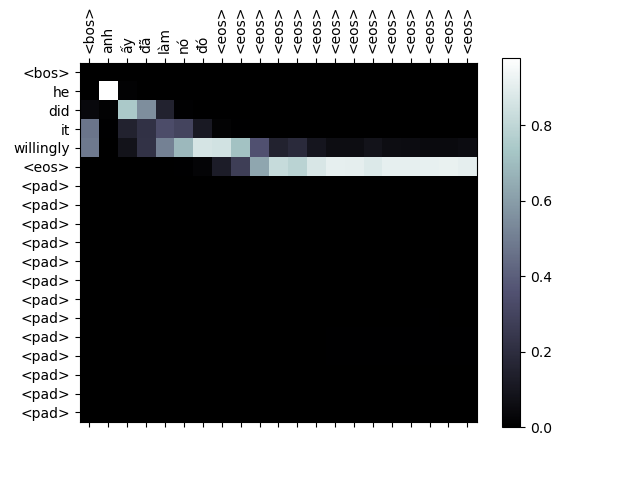 <bos> anh ấy đã làm nó đó <eos> <eos> <eos> <eos> <eos> <eos> <eos> <eos> <eos> <eos> <eos> <eos> <eos> <eos>
<bos>
he
did
it
willingly
<eos>
<pad>
<pad>
<pad>
<pad>
<pad>
<pad>
<pad>
<pad>
<pad>
<pad>
<pad>
<pad>
<pad>
0.8
0.6
0.4
0.2
0.0